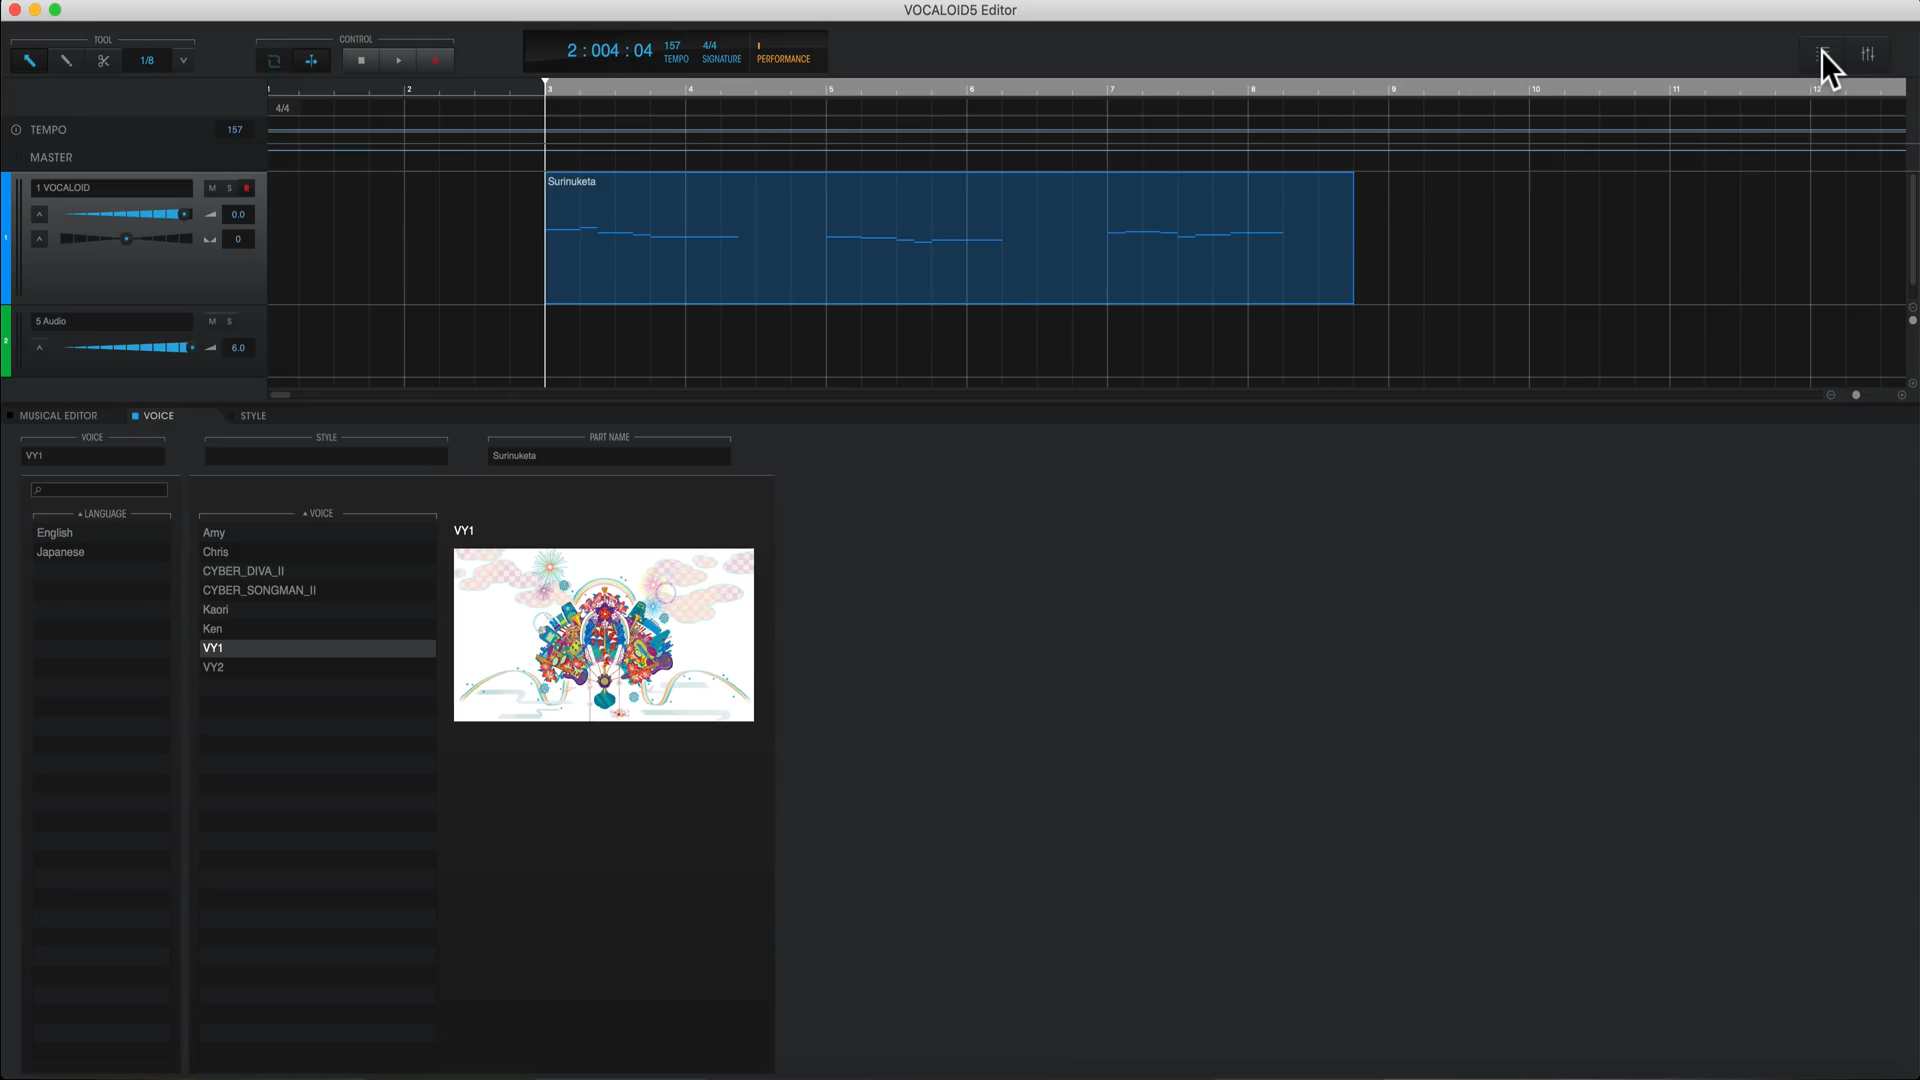 VOCALOID5 Editor
TOOL
CONTROL
1/8
2 : 004 : 04
157
TEMPO
4/4
SIGNATURE
PERFORMANCE
1 2 3 4 5 6 7 8 9 10 11 12
4/4
TEMPO
157
MASTER
1 VOCALOID
M S R
0.0
0
1
Surinuketa
5 Audio
M S
6.0
2
MUSICAL EDITOR
VOICE
STYLE
VOICE
STYLE
PART NAME
VY1
Surinuketa
LANGUAGE
English
Japanese
VOICE
Amy
Chris
CYBER_DIVA_II
CYBER_SONGMAN_II
Kaori
Ken
VY1
VY2
VY1